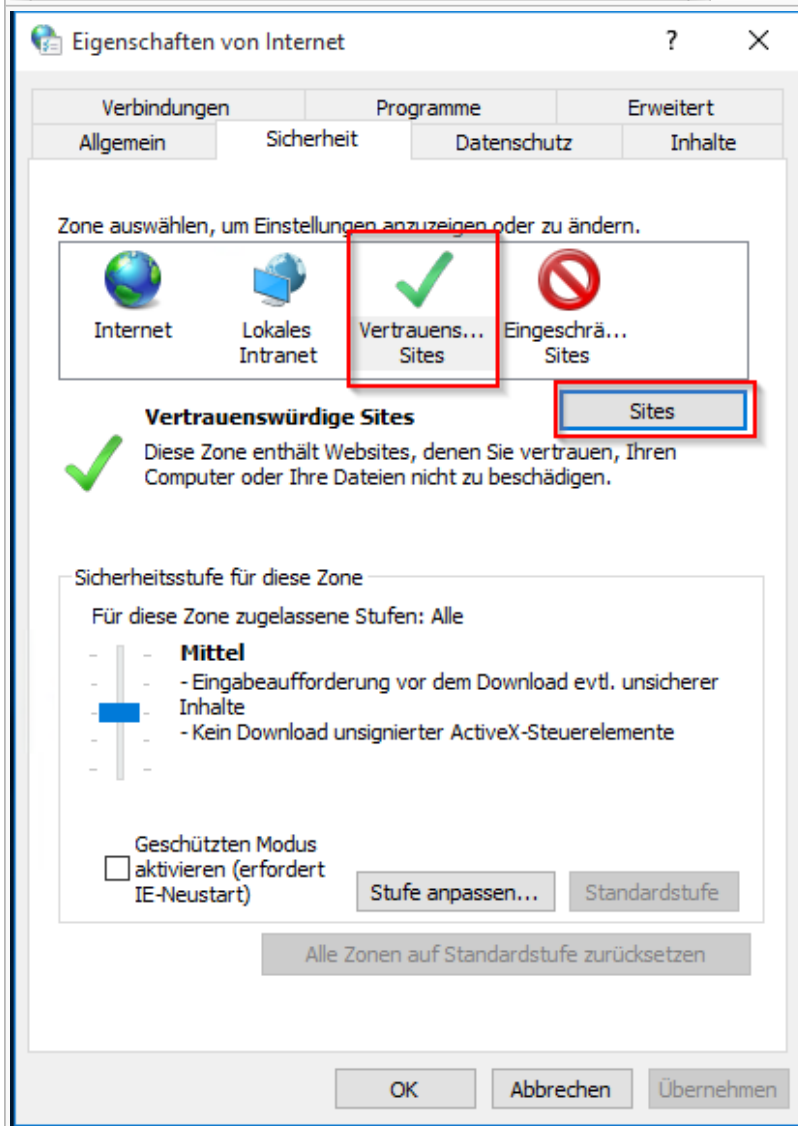 Eigenschaften von Internet
?
Verbindungen
Programme
Erweitert
Allgemein
Sicherheit
Datenschutz
Inhalte
Zone auswählen, um Einstellungen anzuzeigen oder zu ändern.
Internet
Lokales
Intranet
Vertrauens...
Sites
Eingeschrä...
Sites
Vertrauenswürdige Sites
Sites
Diese Zone enthält Websites, denen Sie vertrauen, Ihren
Computer oder Ihre Dateien nicht zu beschädigen.
Sicherheitsstufe für diese Zone
Für diese Zone zugelassene Stufen: Alle
Mittel
- Eingabeaufforderung vor dem Download evtl. unsicherer
Inhalte
- Kein Download unsignierter ActiveX-Steuerelemente
Geschützten Modus
aktivieren (erfordert
IE-Neustart)
Stufe anpassen...
Standardstufe
Alle Zonen auf Standardstufe zurücksetzen
OK
Abbrechen
Übernehmen